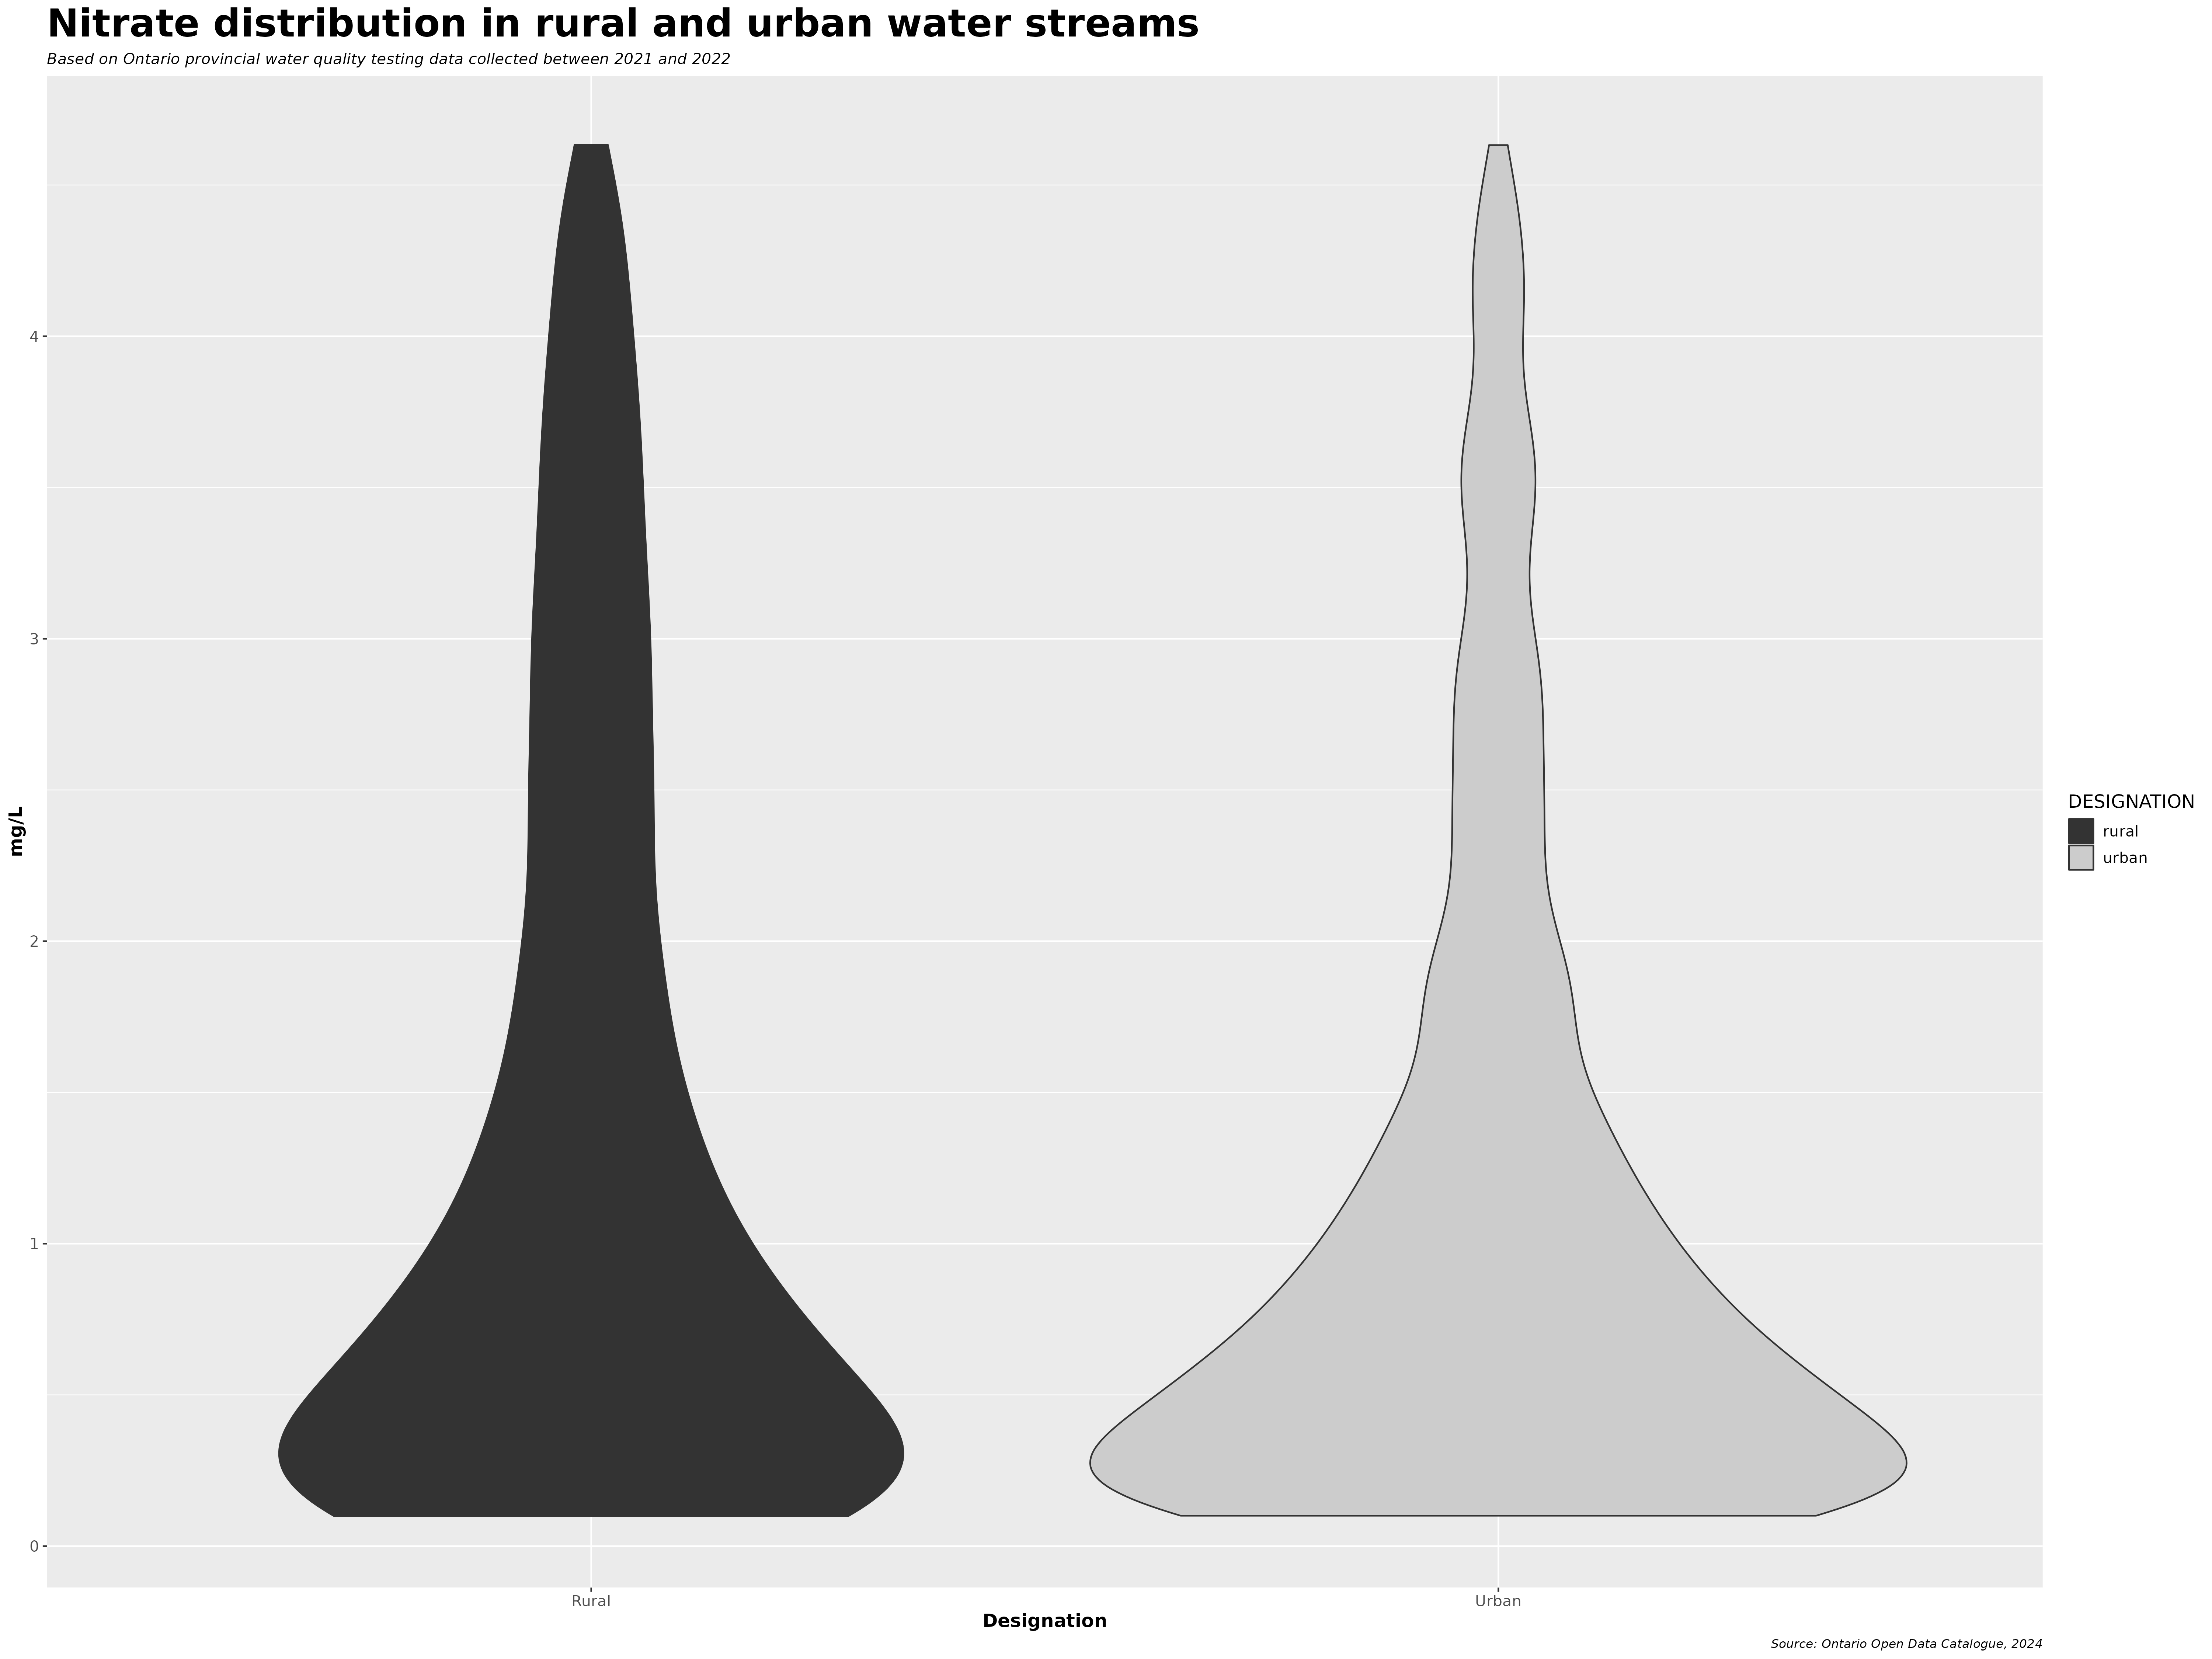 Nitrate distribution in rural and urban water streams
Based on Ontario provincial water quality testing data collected between 2021 and 2022
4
3
2
1
0
mg/L
Rural
Urban
Designation
DESIGNATION
rural
urban
Source: Ontario Open Data Catalogue, 2024